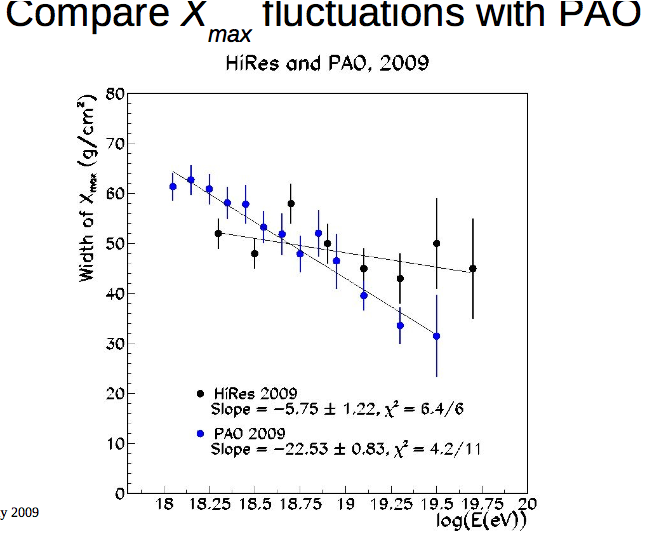 Compare Xmax fluctuations with PAO
HiRes and PAO, 2009
Width of Xmax (g/cm²)
80
70
60
50
40
30
20
10
0
HiRes 2009
Slope = −5.75 ± 1.22, χ² = 6.4/6
PAO 2009
Slope = −22.53 ± 0.83, χ² = 4.2/11
18 18.25 18.5 18.75 19 19.25 19.5 19.75 20
log(E(eV))
y 2009